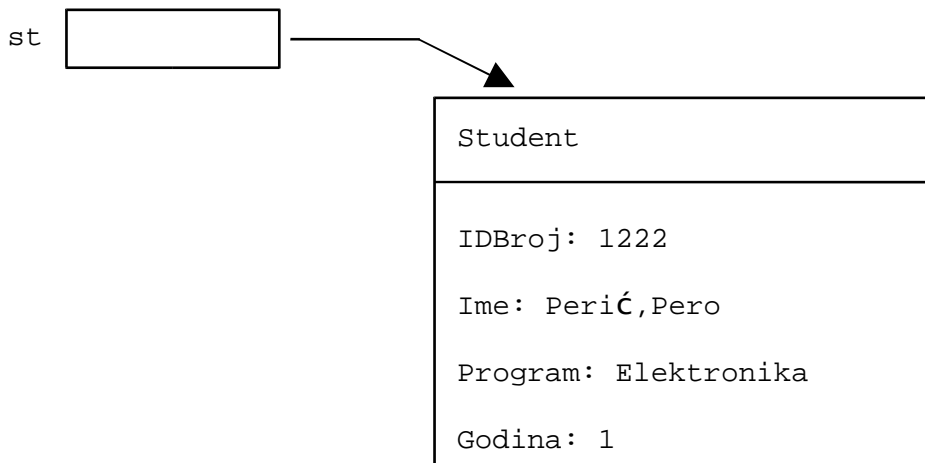 st
Student
IDBroj: 1222
Ime: Perić,Pero
Program: Elektronika
Godina: 1